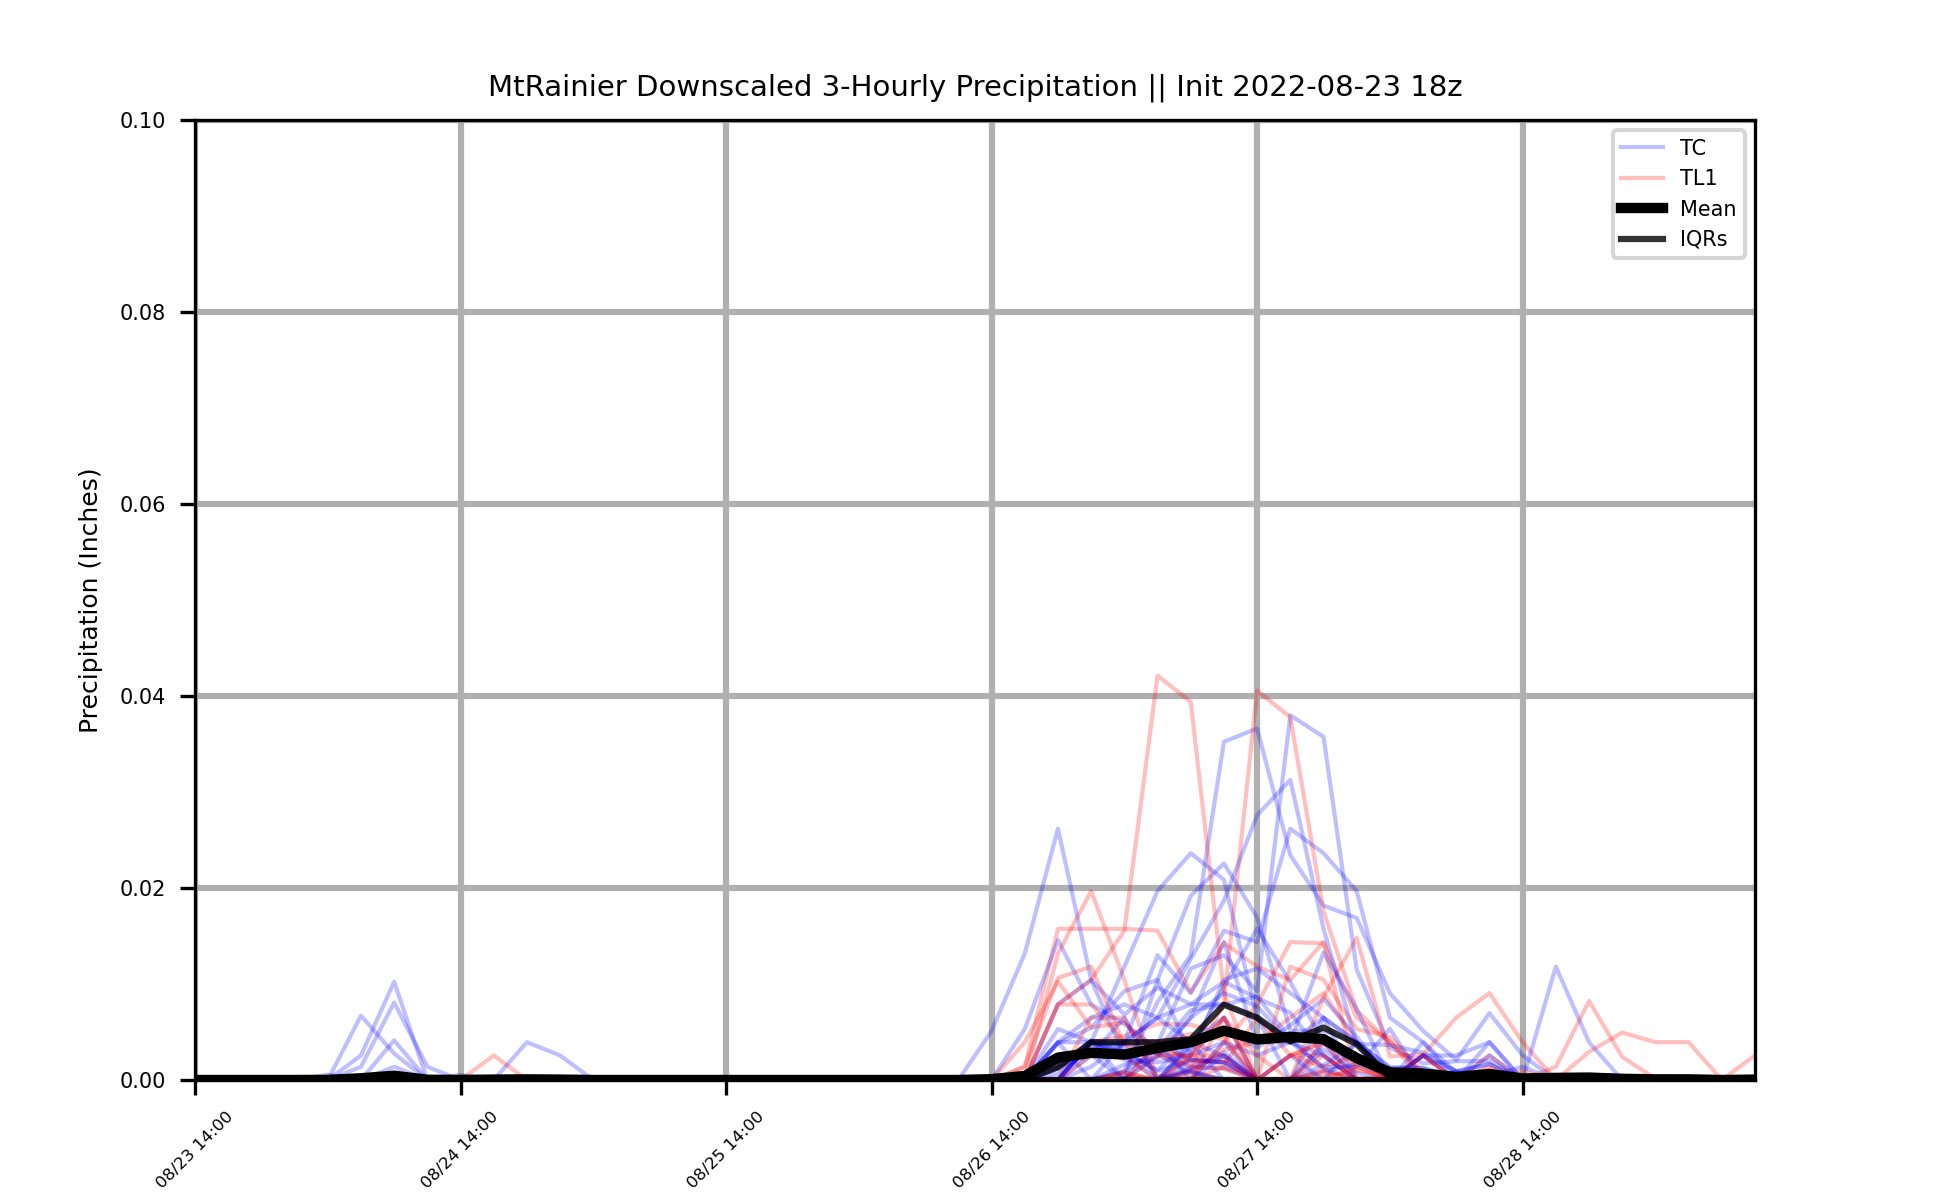 MtRainier Downscaled 3-Hourly Precipitation || Init 2022-08-23 18z
Precipitation (Inches)
0.10
0.08
0.06
0.04
0.02
0.00
TC
TL1
Mean
IQRs
08/23 14:00
08/24 14:00
08/25 14:00
08/26 14:00
08/27 14:00
08/28 14:00